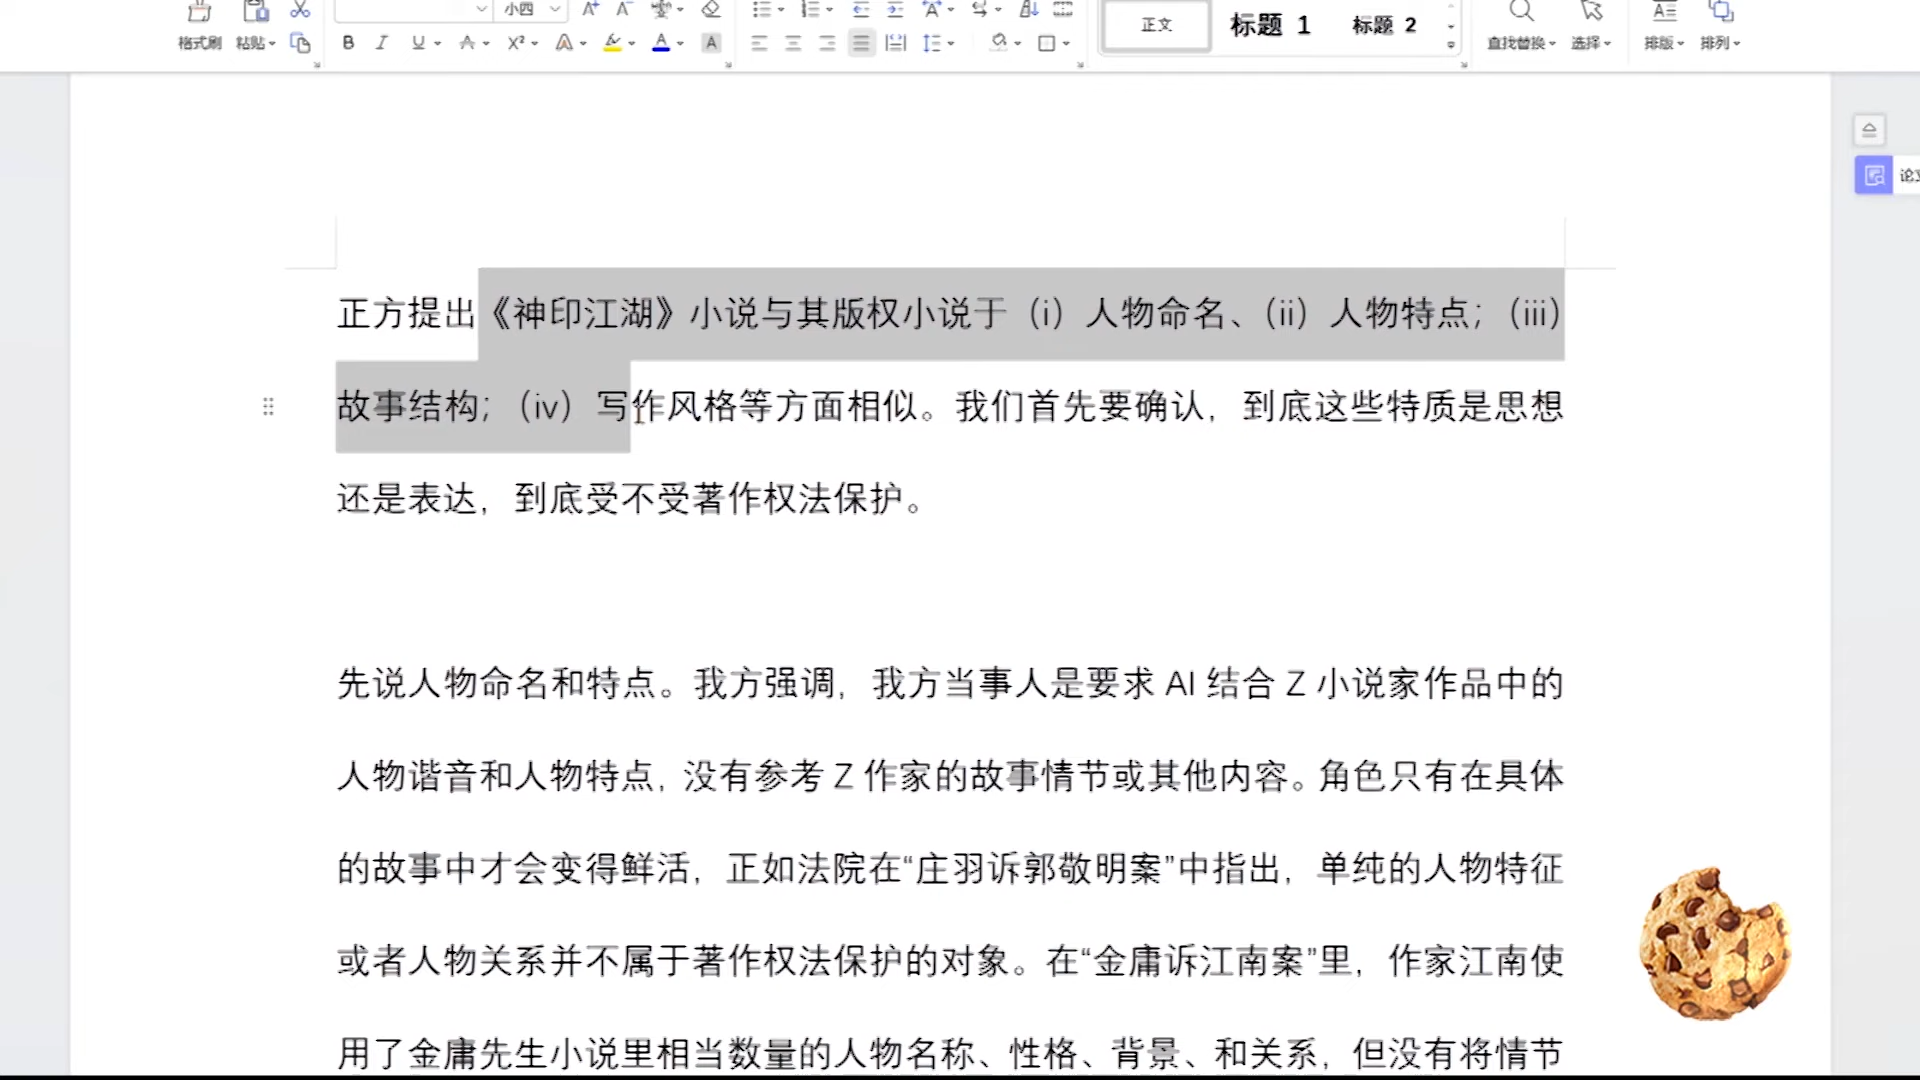 小四
格式刷 粘贴 B I U A X² A A A 正文 标题 1 标题 2 查找替换 选择 排版 排列
论文
正方提出《神印江湖》小说与其版权小说于（i）人物命名、（ii）人物特点；（iii）
故事结构；（iv）写作风格等方面相似。我们首先要确认，到底这些特质是思想
还是表达，到底受不受著作权法保护。
先说人物命名和特点。我方强调，我方当事人是要求 AI 结合 Z 小说家作品中的
人物谐音和人物特点，没有参考 Z 作家的故事情节或其他内容。角色只有在具体
的故事中才会变得鲜活，正如法院在“庄羽诉郭敬明案”中指出，单纯的人物特征
或者人物关系并不属于著作权法保护的对象。在“金庸诉江南案”里，作家江南使
用了金庸先生小说里相当数量的人物名称、性格、背景、和关系，但没有将情节